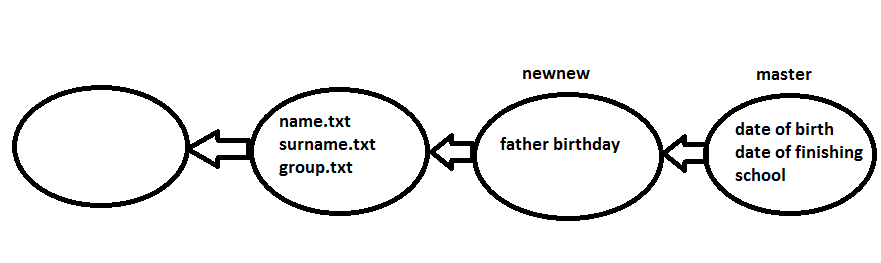 newnew
master
name.txt
surname.txt
group.txt
father birthday
date of birth
date of finishing
school